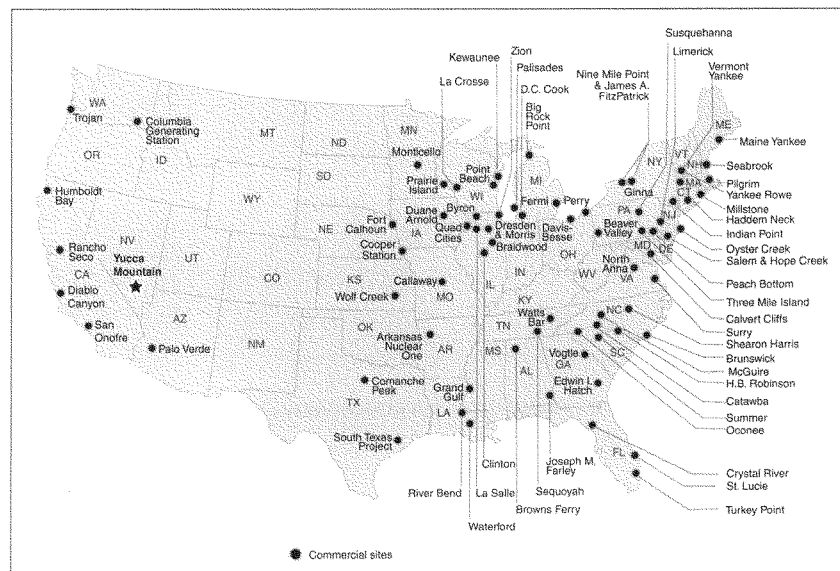 Susquehanna
Limerick
Zion
Kewaunee
Palisades
Nine Mile Point
& James A.
FitzPatrick
Vermont
Yankee
La Crosse
D.C. Cook
Big
Rock
Point
WA
Trojan
Columbia
Generating
Station
MT
ND
MN
ME
Maine Yankee
OR
ID
Monticello
VT
NY
NH
Seabrook
SD
Prairie
Island
Point
Beach
WI
MI
Ginna
MA
Pilgrim
Yankee Rowe
Humboldt
Bay
WY
Duane
Arnold
Byron
Fermi
Perry
CT
Millstone
Haddem Neck
NE
Fort
Calhoun
IA
Quad
Cities
Dresden
& Morris
Davis-
Besse
PA
Beaver
Valley
NJ
Indian Point
Oyster Creek
Rancho
Seco
NV
UT
Cooper
Station
Braidwood
OH
MD
DE
Salem & Hope Creek
Yucca
Mountain
CO
KS
Callaway
IL
IN
WV
North
Anna
VA
Peach Bottom
CA
Diablo
Canyon
Wolf Creek
MO
KY
Three Mile Island
San
Onofre
AZ
Palo Verde
NM
OK
Arkansas
Nuclear
One
AR
Watts
Bar
TN
NC
Calvert Cliffs
Surry
Shearon Harris
MS
AL
Vogtle
GA
SC
Brunswick
McGuire
H.B. Robinson
Comanche
Peak
TX
Grand
Gulf
LA
Edwin I.
Hatch
Catawba
Summer
Oconee
South Texas
Project
FL
Clinton
Joseph M.
Farley
Crystal River
St. Lucie
River Bend
La Salle
Sequoyah
Browns Ferry
Waterford
Turkey Point
Commercial sites